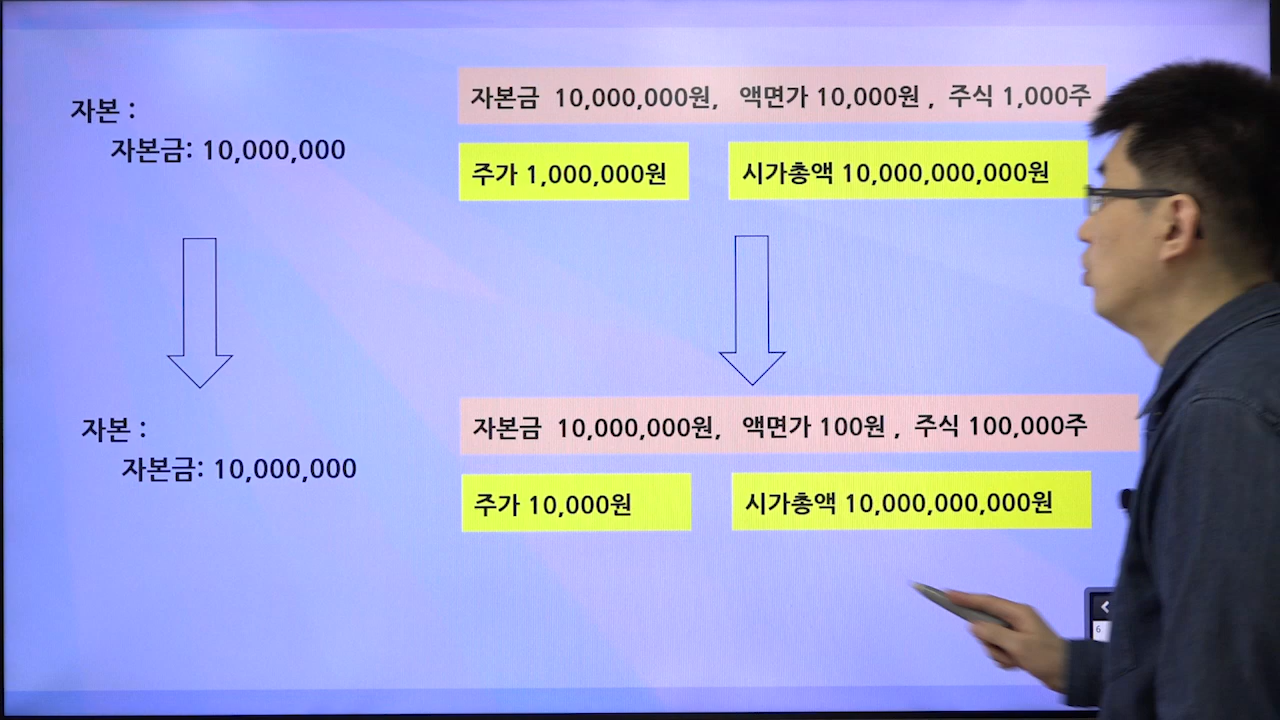 자본 :
자본금: 10,000,000
자본금 10,000,000원, 액면가 10,000원 , 주식 1,000주
주가 1,000,000원
시가총액 10,000,000,000원
자본 :
자본금: 10,000,000
자본금 10,000,000원, 액면가 100원 , 주식 100,000주
주가 10,000원
시가총액 10,000,000,000원
6